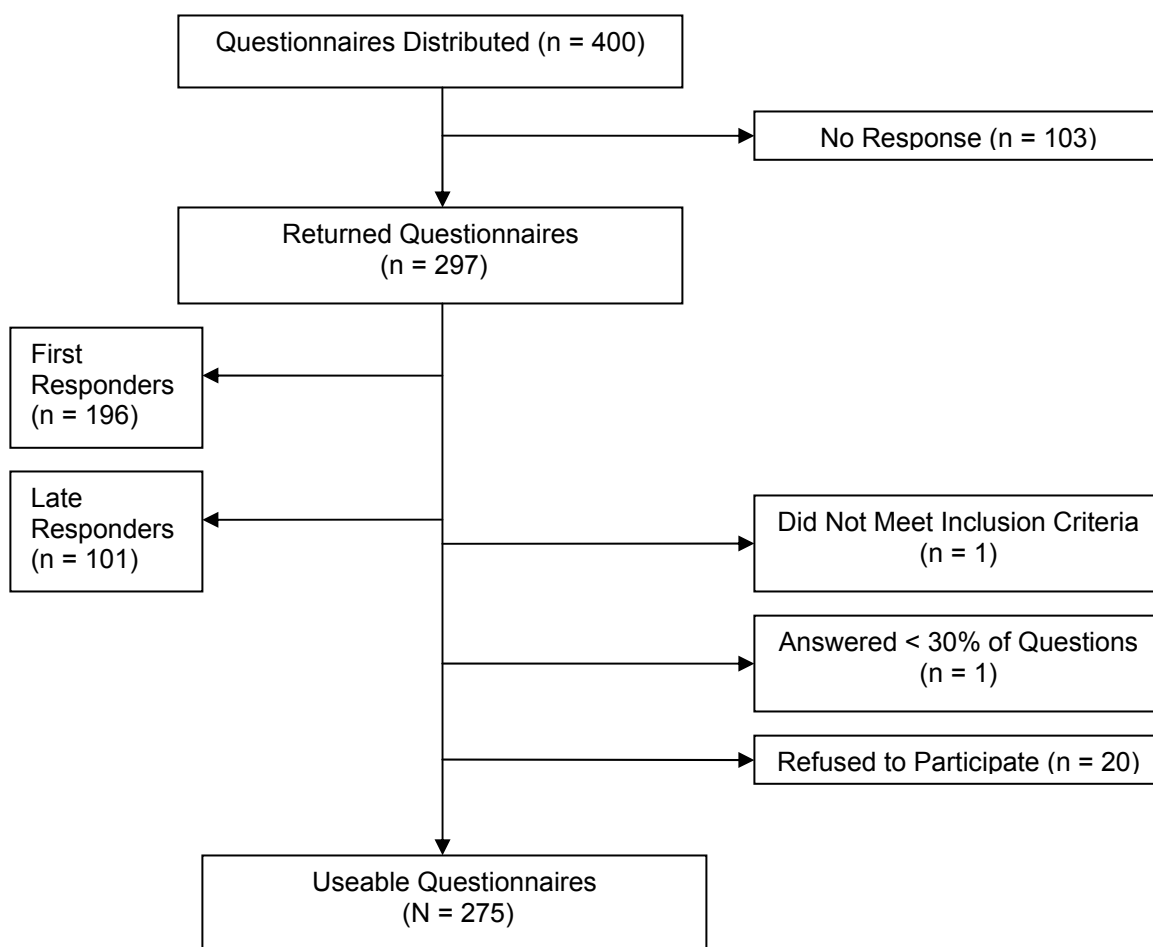 Questionnaires Distributed (n = 400)
No Response (n = 103)
Returned Questionnaires
(n = 297)
First
Responders
(n = 196)
Late
Responders
(n = 101)
Did Not Meet Inclusion Criteria
(n = 1)
Answered < 30% of Questions
(n = 1)
Refused to Participate (n = 20)
Useable Questionnaires
(N = 275)